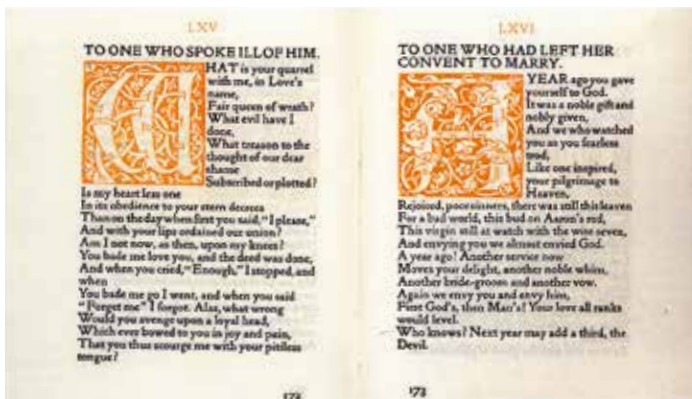 LXV
TO ONE WHO SPOKE ILL OF HIM.
WHAT is your quarrel
with me, in Love's
name,
Fair queen of wrath?
What evil have I
done,
What treason to the
thought of our dear
shame
Subscribed or plotted?
Is my heart less one
In its obedience to your stern decrees
Than on the day when first you said, "I please,"
And with your lips ordained our union?
Am I not now, as then, upon my knees?
You bade me love you, and the deed was done,
And when you cried, "Enough," I stopped, and
when
You bade me go I went, and when you said
"Forget me" I forgot. Alas, what wrong
Would you avenge upon a loyal head,
Which ever bowed to you in joy and pain,
That you thus scourge me with your pitiless
tongue?
172
LXVI
TO ONE WHO HAD LEFT HER
CONVENT TO MARRY.
A YEAR ago you gave
yourself to God.
It was a noble gift and
nobly given,
And we who watched
you as you fearless
trod,
Like one inspired,
your pilgrimage to
Heaven,
Rejoiced, poor sinners, there was still this leaven
For a bad world, this bud on Aaron's rod,
This virgin still at watch with the wise seven,
And envying you we almost envied God.
A year ago! Another service now
Moves your delight, another noble whim,
Another bride-groom and another vow.
Again we envy you and envy him,
First God's, then Man's! Your love all ranks
would level.
Who knows? Next year may add a third, the
Devil.
173